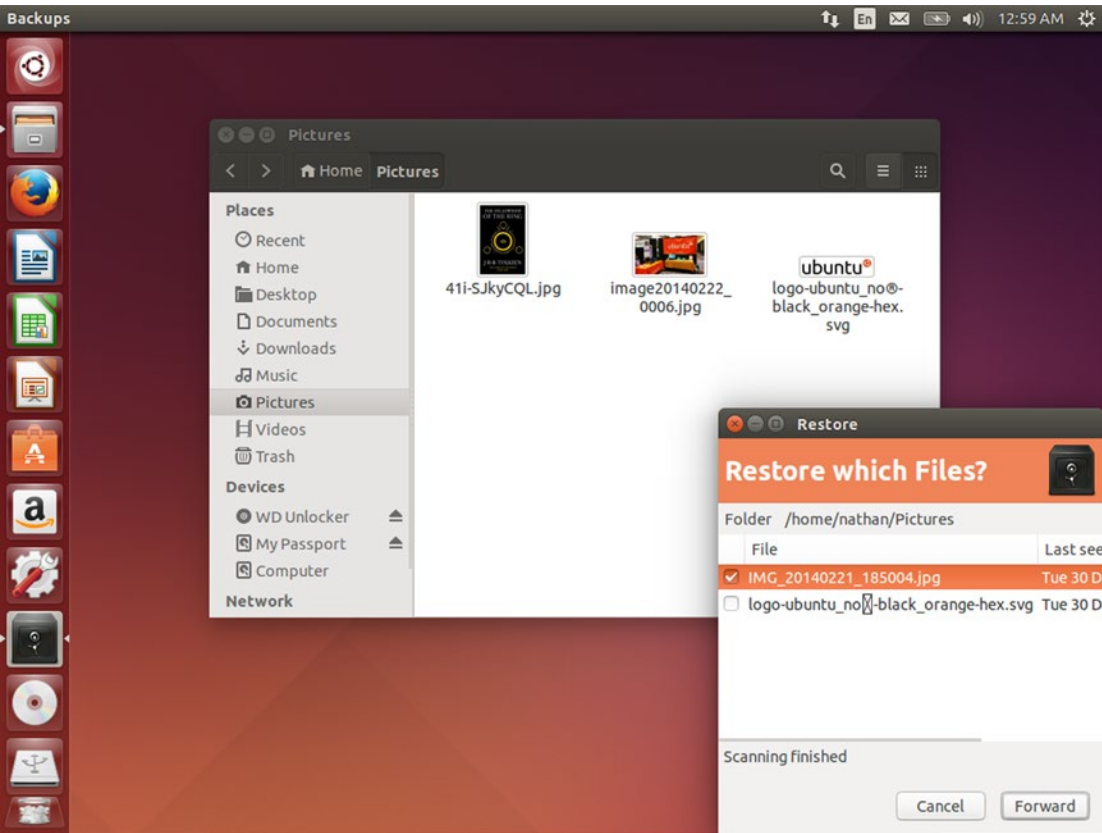 Backups
En
12:59 AM
Pictures
Home Pictures
Places
Recent
Home
Desktop
Documents
Downloads
Music
Pictures
Videos
Trash
Devices
WD Unlocker
My Passport
Computer
Network
OF THE RING
41i-SJkyCQL.jpg
image20140222_
0006.jpg
ubuntu®
logo-ubuntu_no®-
black_orange-hex.
svg
Restore
Restore which Files?
Folder /home/nathan/Pictures
File Last see
IMG_20140221_185004.jpg Tue 30 D
logo-ubuntu_no-black_orange-hex.svg Tue 30 D
Scanning finished
Cancel Forward